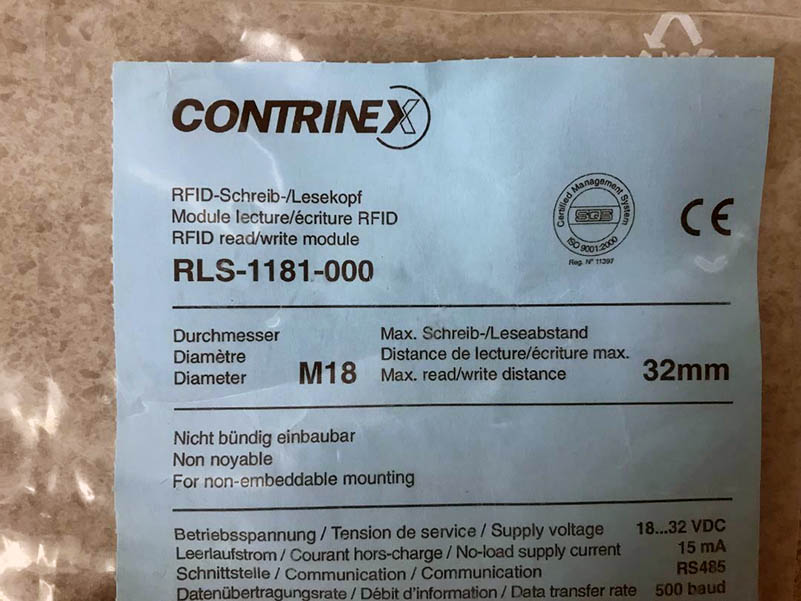 CONTRINEX
RFID-Schreib-/Lesekopf
Module lecture/écriture RFID
RFID read/write module
RLS-1181-000
Certified Management System
SQS
ISO 9001:2000
Reg. N° 11397
CE
Durchmesser
Diamètre
Diameter
M18
Max. Schreib-/Leseabstand
Distance de lecture/écriture max.
Max. read/write distance
32mm
Nicht bündig einbaubar
Non noyable
For non-embeddable mounting
Betriebsspannung / Tension de service / Supply voltage 18...32 VDC
Leerlaufstrom / Courant hors-charge / No-load supply current 15 mA
Schnittstelle / Communication / Communication RS485
Datenübertragungsrate / Débit d'information / Data transfer rate 500 baud